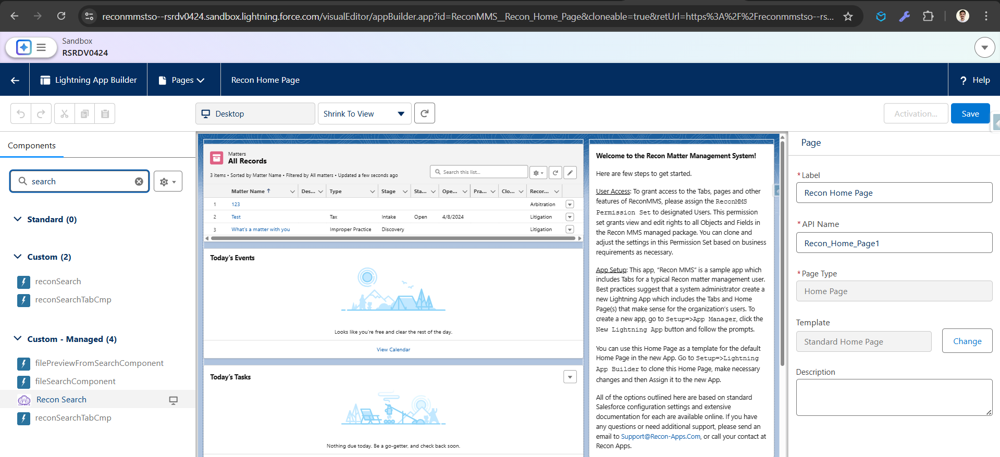 reconmmstso--rsrdv0424.sandbox.lightning.force.com/visualEditor/appBuilder.app?id=ReconMMS__Recon_Home_Page&cloneable=true&retUrl=https%3A%2F%2Freconmmstso--rs...
Sandbox
RSRDV0424
Lightning App Builder
Pages
Recon Home Page
? Help
Desktop
Shrink To View
Activation...
Save
Components
search
Standard (0)
Custom (2)
reconSearch
reconSearchTabCmp
Custom - Managed (4)
filePreviewFromSearchComponent
fileSearchComponent
Recon Search
reconSearchTabCmp
Matters
All Records
3 items • Sorted by Matter Name • Filtered by All matters • Updated a few seconds ago
Search this list...
Matter Name ↑ Des... Type Stage Sta... Ope... Pra... Clo... Recor...
1 123 Arbitration
2 Test Tax Intake Open 4/8/2024 Litigation
3 What's a matter with you Improper Practice Discovery Litigation
Today's Events
Looks like you're free and clear the rest of the day.
View Calendar
Today's Tasks
Nothing due today. Be a go-getter, and check back soon.
Welcome to the Recon Matter Management System!
Here are few steps to get started.
User Access: To grant access to the Tabs, pages and other
features of ReconMMS, please assign the ReconMMS
Permission Set to designated Users. This permission
set grants view and edit rights to all Objects and Fields in
the Recon MMS managed package. You can clone and
adjust the settings in this Permission Set based on business
requirements as necessary.
App Setup: This app, “Recon MMS” is a sample app which
includes Tabs for a typical Recon matter management user.
Best practices suggest that a system administrator create a
new Lightning App which includes the Tabs and Home
Page(s) that make sense for the organization’s users. To
create a new app, go to Setup=>App Manager, click the
New Lightning App button and follow the prompts.
You can use this Home Page as a template for the default
Home Page in the new App. Go to Setup=>Lightning
App Builder to clone this Home Page, make necessary
changes and then Assign it to the new App.
All of the options outlined here are based on standard
Salesforce configuration settings and extensive
documentation for each are available online. If you have
any questions or need additional support, please send an
email to Support@Recon-Apps.Com, or call your contact at
Recon Apps.
Page
*Label
Recon Home Page
*API Name
Recon_Home_Page1
*Page Type
Home Page
Template
Standard Home Page
Change
Description